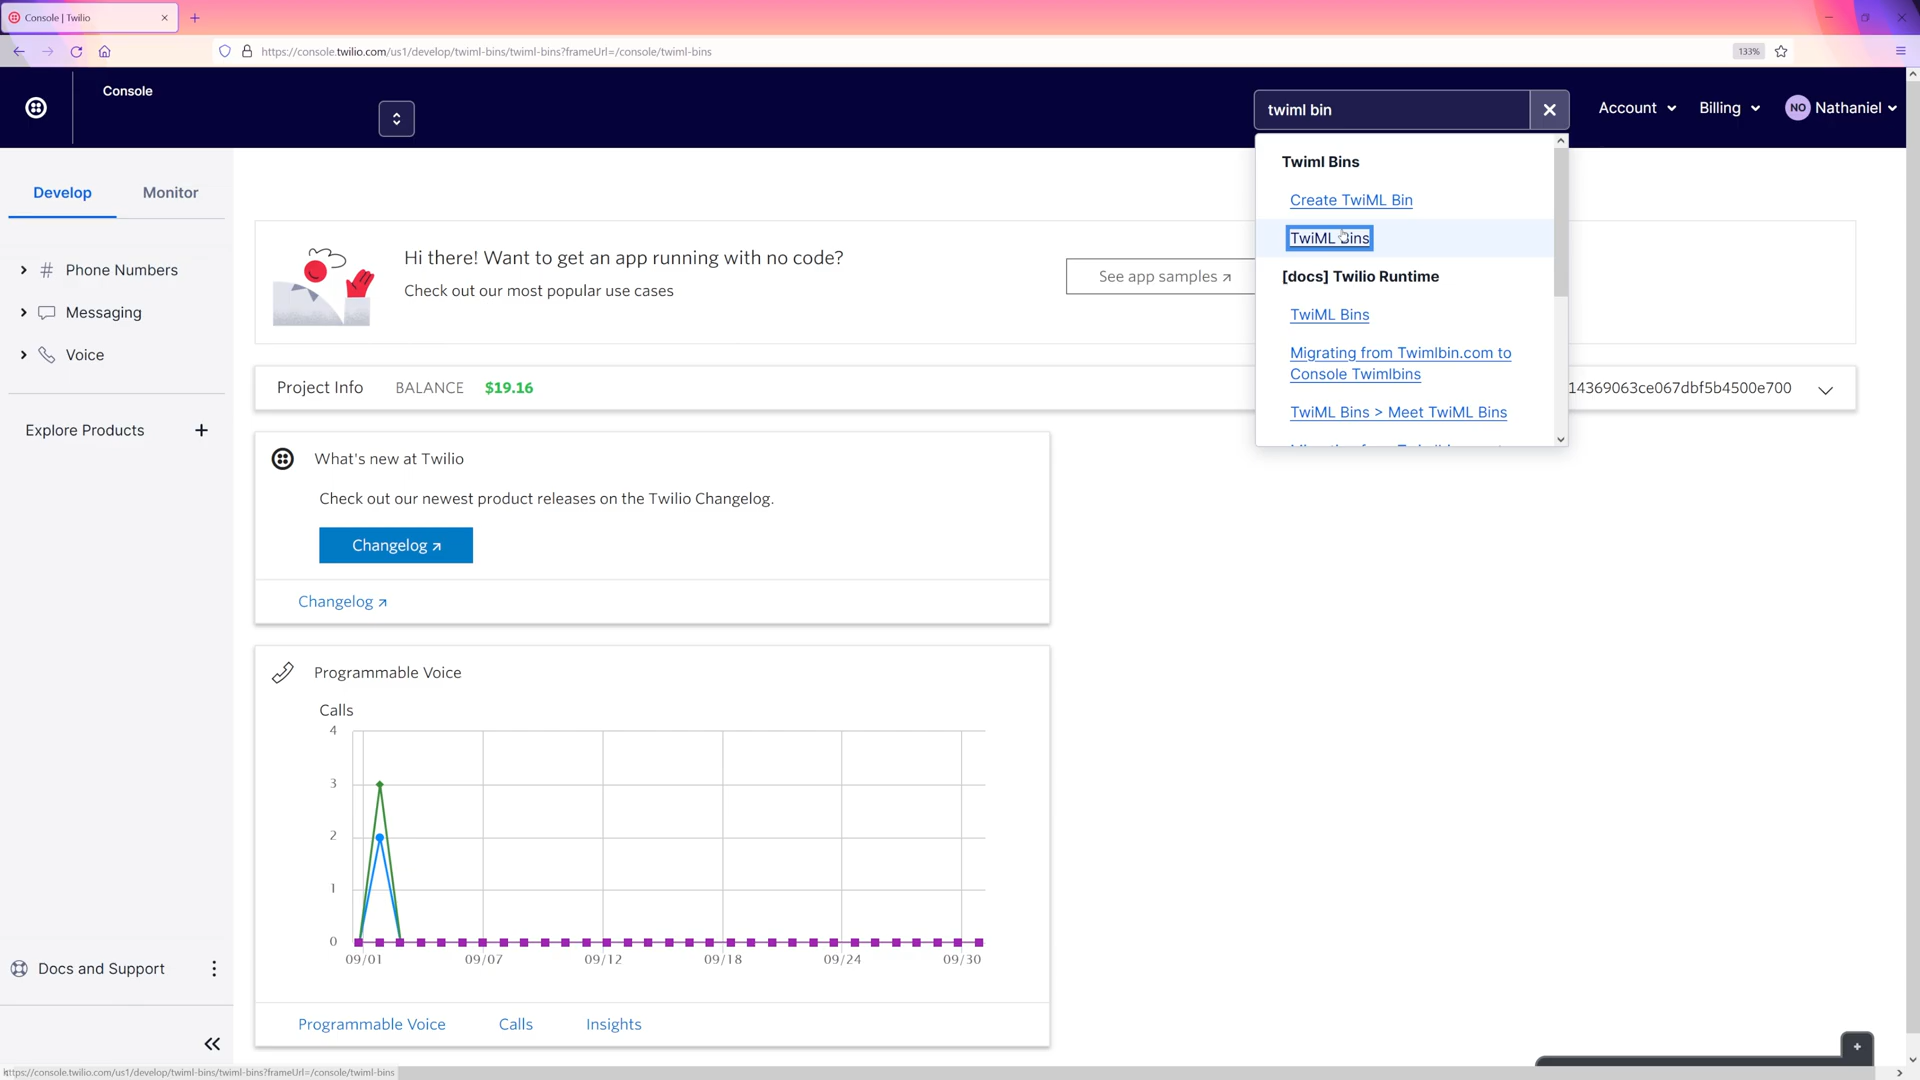 Console | Twilio
https://console.twilio.com/us1/develop/twiml-bins/twiml-bins?frameUrl=/console/twiml-bins
133%
Console
twiml bin
Account
Billing
NO
Nathaniel
Develop
Monitor
Phone Numbers
Messaging
Voice
Explore Products
Docs and Support
Twiml Bins
Create TwiML Bin
TwiML Bins
[docs] Twilio Runtime
TwiML Bins
Migrating from Twimlbin.com to
Console Twimlbins
TwiML Bins > Meet TwiML Bins
Hi there! Want to get an app running with no code?
Check out our most popular use cases
See app samples
Project Info
BALANCE
$19.16
14369063ce067dbf5b4500e700
What's new at Twilio
Check out our newest product releases on the Twilio Changelog.
Changelog
Changelog
Programmable Voice
Calls
4
3
2
1
0
09/01
09/07
09/12
09/18
09/24
09/30
Programmable Voice
Calls
Insights
https://console.twilio.com/us1/develop/twiml-bins/twiml-bins?frameUrl=/console/twiml-bins